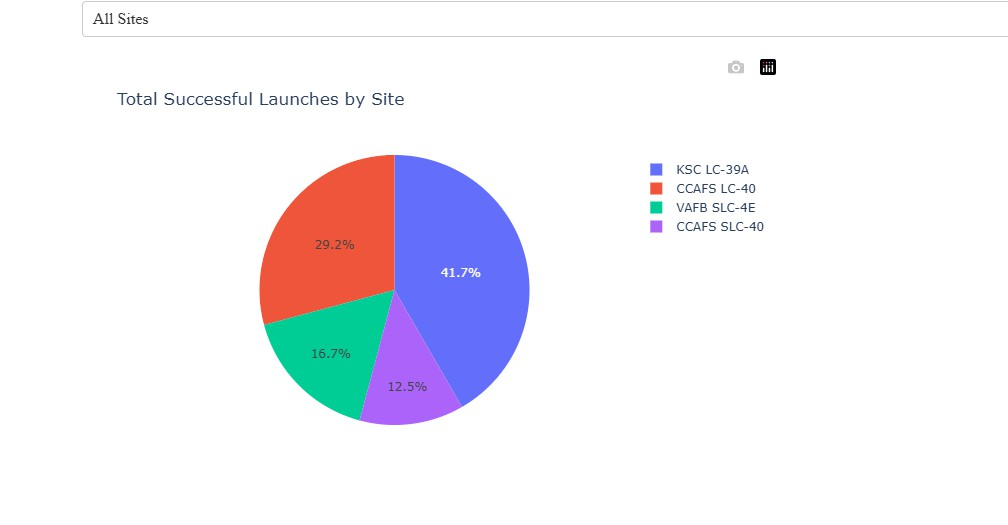 All Sites
Total Successful Launches by Site
KSC LC-39A
CCAFS LC-40
VAFB SLC-4E
CCAFS SLC-40
29.2%
41.7%
16.7%
12.5%